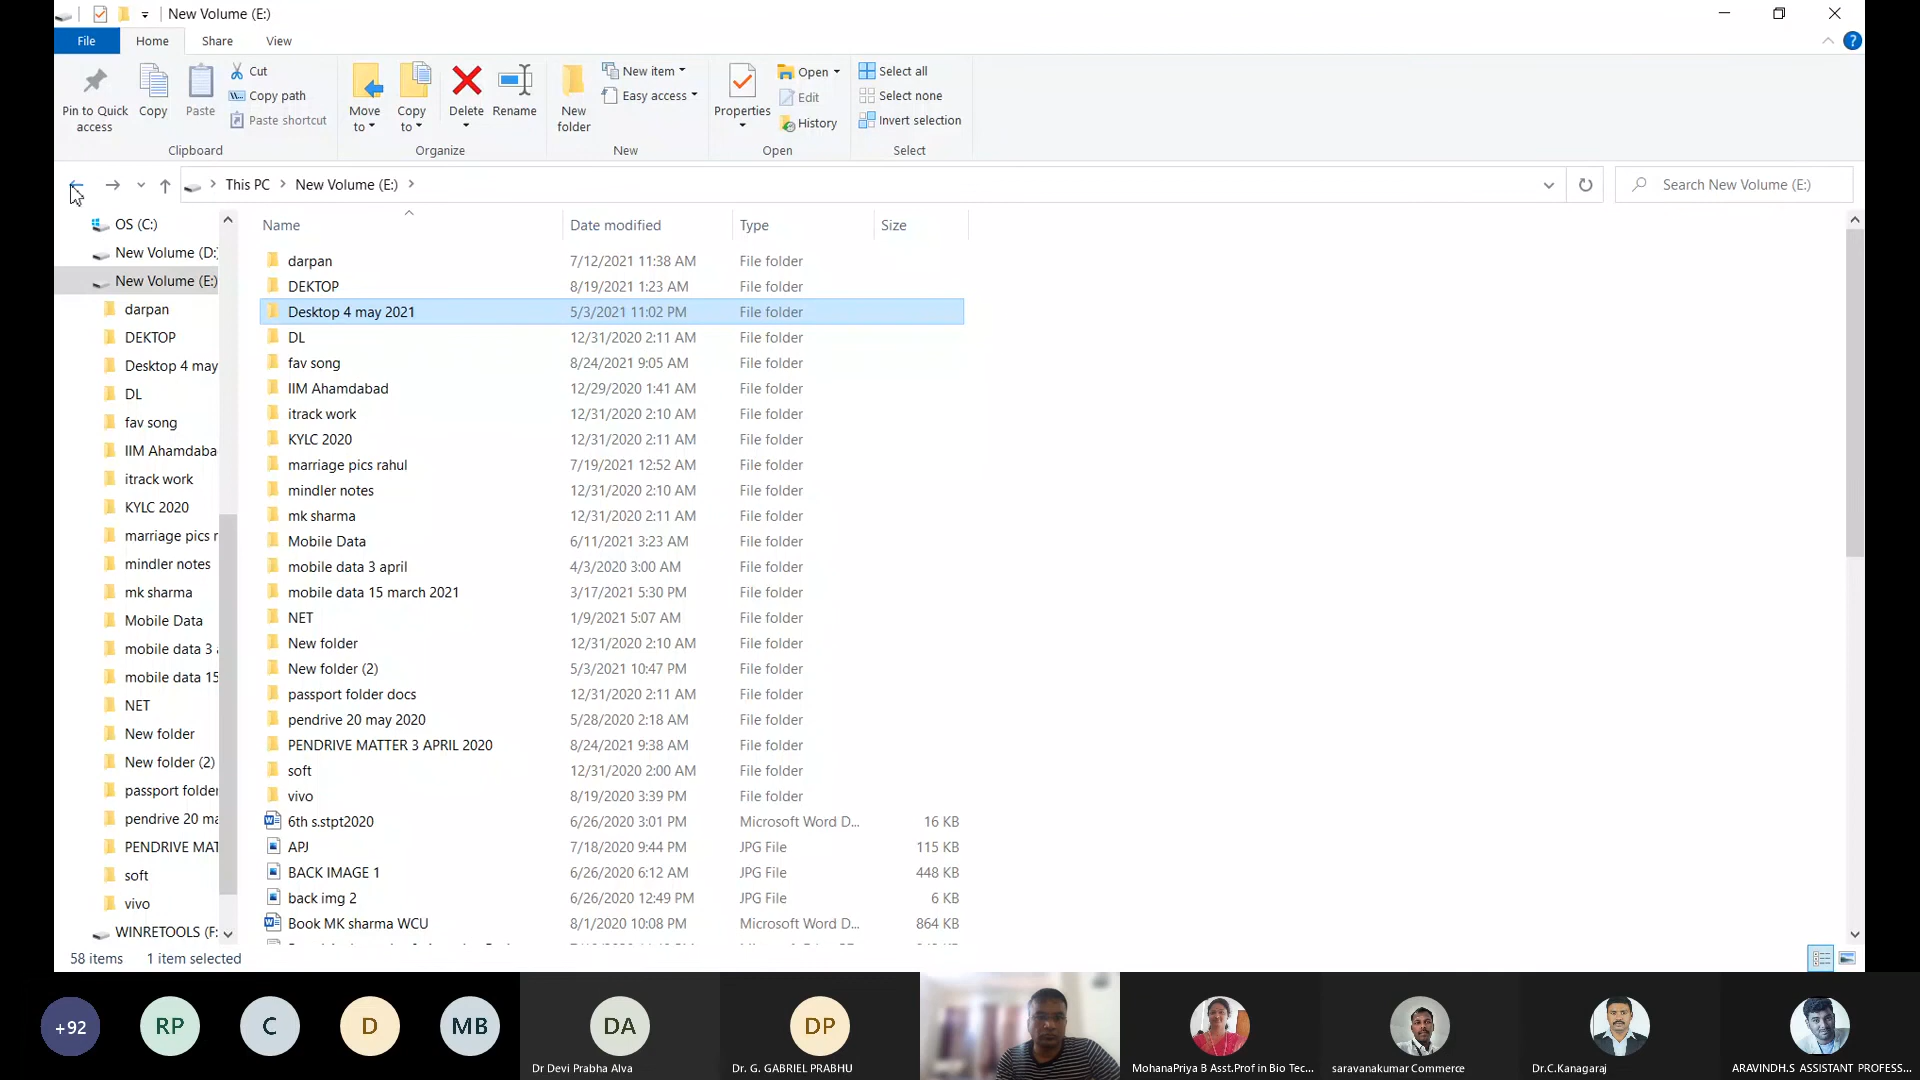 New Volume (E:)
File Home Share View
Pin to Quick access
Copy
Paste
Cut
Copy path
Paste shortcut
Clipboard
Move to
Copy to
Delete
Rename
Organize
New folder
New item
Easy access
New
Properties
Open
Edit
History
Open
Select all
Select none
Invert selection
Select
This PC > New Volume (E:) >
Search New Volume (E:)
OS (C:)
New Volume (D:
New Volume (E:)
darpan
DEKTOP
Desktop 4 may
DL
fav song
IIM Ahamdaba
itrack work
KYLC 2020
marriage pics r
mindler notes
mk sharma
Mobile Data
mobile data 3
mobile data 15
NET
New folder
New folder (2)
passport folder
pendrive 20 ma
PENDRIVE MAT
soft
vivo
WINRETOOLS (F:
Name Date modified Type Size
darpan 7/12/2021 11:38 AM File folder
DEKTOP 8/19/2021 1:23 AM File folder
Desktop 4 may 2021 5/3/2021 11:02 PM File folder
DL 12/31/2020 2:11 AM File folder
fav song 8/24/2021 9:05 AM File folder
IIM Ahamdabad 12/29/2020 1:41 AM File folder
itrack work 12/31/2020 2:10 AM File folder
KYLC 2020 12/31/2020 2:11 AM File folder
marriage pics rahul 7/19/2021 12:52 AM File folder
mindler notes 12/31/2020 2:10 AM File folder
mk sharma 12/31/2020 2:11 AM File folder
Mobile Data 6/11/2021 3:23 AM File folder
mobile data 3 april 4/3/2020 3:00 AM File folder
mobile data 15 march 2021 3/17/2021 5:30 PM File folder
NET 1/9/2021 5:07 AM File folder
New folder 12/31/2020 2:10 AM File folder
New folder (2) 5/3/2021 10:47 PM File folder
passport folder docs 12/31/2020 2:11 AM File folder
pendrive 20 may 2020 5/28/2020 2:18 AM File folder
PENDRIVE MATTER 3 APRIL 2020 8/24/2021 9:38 AM File folder
soft 12/31/2020 2:00 AM File folder
vivo 8/19/2020 3:39 PM File folder
6th s.stpt2020 6/26/2020 3:01 PM Microsoft Word D... 16 KB
APJ 7/18/2020 9:44 PM JPG File 115 KB
BACK IMAGE 1 6/26/2020 6:12 AM JPG File 448 KB
back img 2 6/26/2020 12:49 PM JPG File 6 KB
Book MK sharma WCU 8/1/2020 10:08 PM Microsoft Word D... 864 KB
58 items 1 item selected
+92
RP
C
D
MB
DA
Dr Devi Prabha Alva
DP
Dr. G. GABRIEL PRABHU
MohanaPriya B Asst.Prof in Bio Tec...
saravanakumar Commerce
Dr.C.Kanagaraj
ARAVINDH.S ASSISTANT PROFESS...